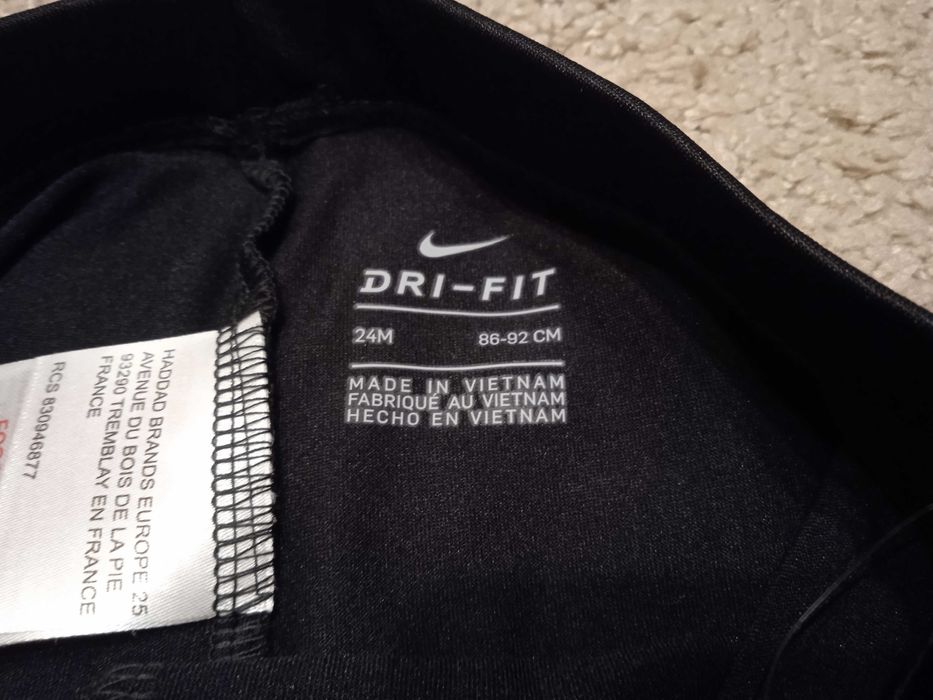 DRI-FIT
24M 86-92 CM
MADE IN VIETNAM
FABRIQUÉ AU VIETNAM
HECHO EN VIETNAM
HADDAD BRANDS EUROPE 25
AVENUE DU BOIS DE LA PIE
93290 TREMBLAY EN FRANCE
FRANCE
RCS 830946877